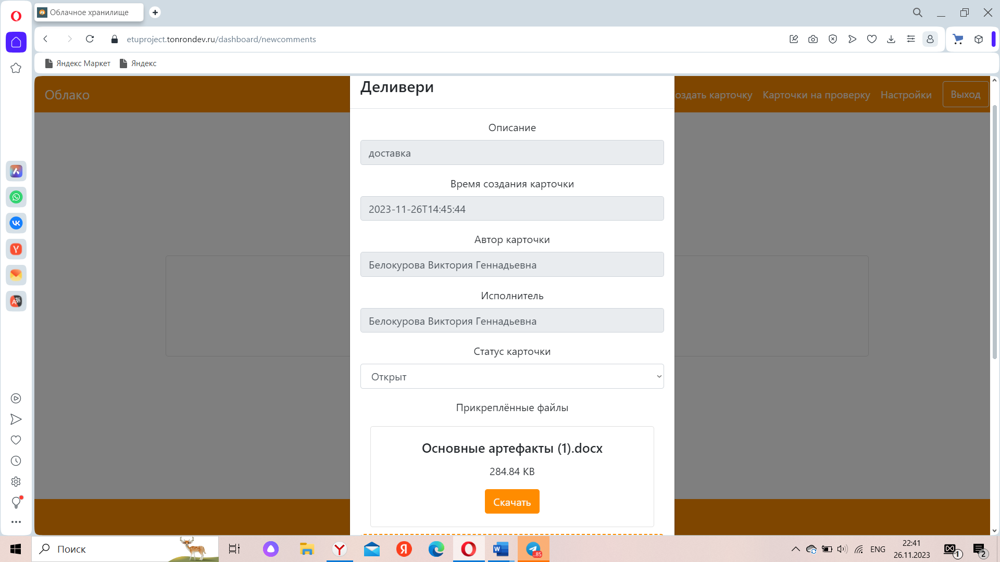 Облачное хранилище
etuproject.tonrondev.ru/dashboard/newcomments
Яндекс Маркет
Яндекс
Облако
Деливери
оздать карточку
Карточки на проверку
Настройки
Выход
Описание
доставка
Время создания карточки
2023-11-26T14:45:44
Автор карточки
Белокурова Виктория Геннадьевна
Исполнитель
Белокурова Виктория Геннадьевна
Статус карточки
Открыт
Прикреплённые файлы
Основные артефакты (1).docx
284.84 KB
Скачать
Поиск
..85
ENG
22:41
26.11.2023
1
2